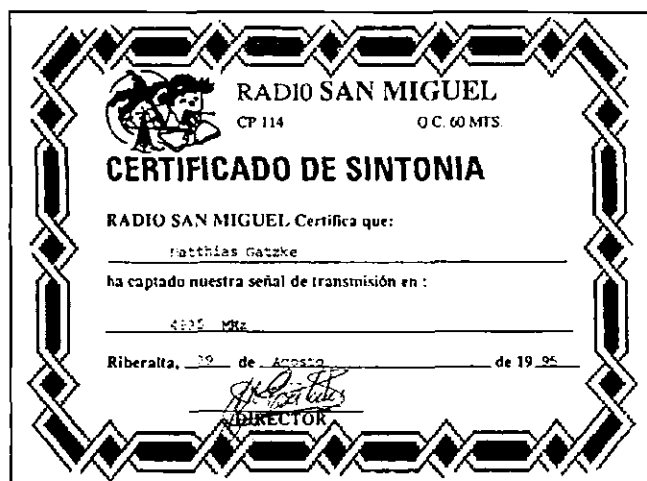 RADIO SAN MIGUEL
CP 114 O C. 60 MTS.
CERTIFICADO DE SINTONIA
RADIO SAN MIGUEL Certifica que:
Matthias Gatzke
ha captado nuestra señal de transmisión en :
MHz
Riberalta, de Agosto de 19 95
DIRECTOR